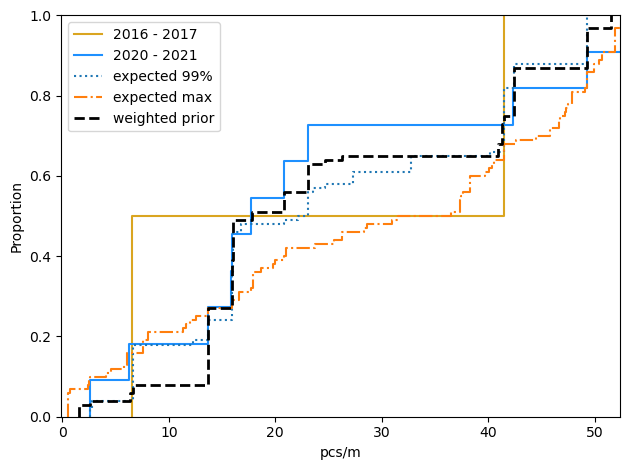 1.0
0.8
0.6
0.4
0.2
0.0
Proportion
2016 - 2017
2020 - 2021
expected 99%
expected max
weighted prior
0 10 20 30 40 50
pcs/m